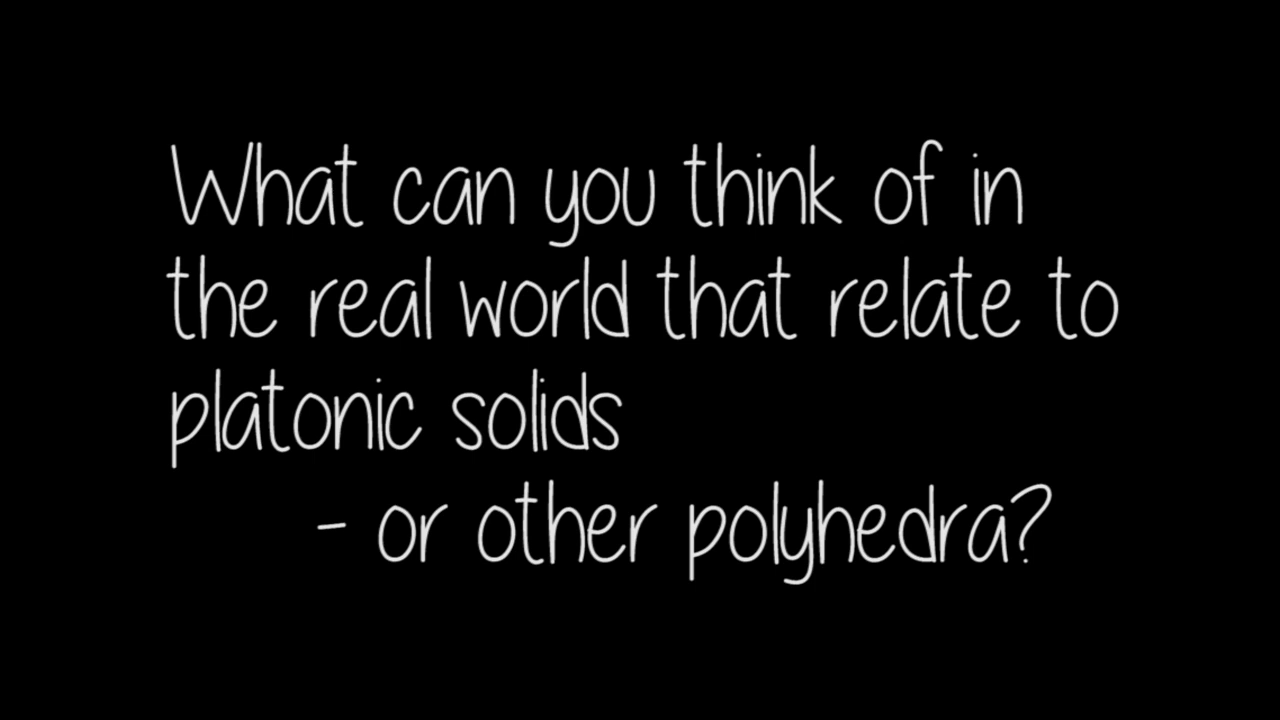 What can you think of in
the real world that relate to
platonic solids
- or other polyhedra?